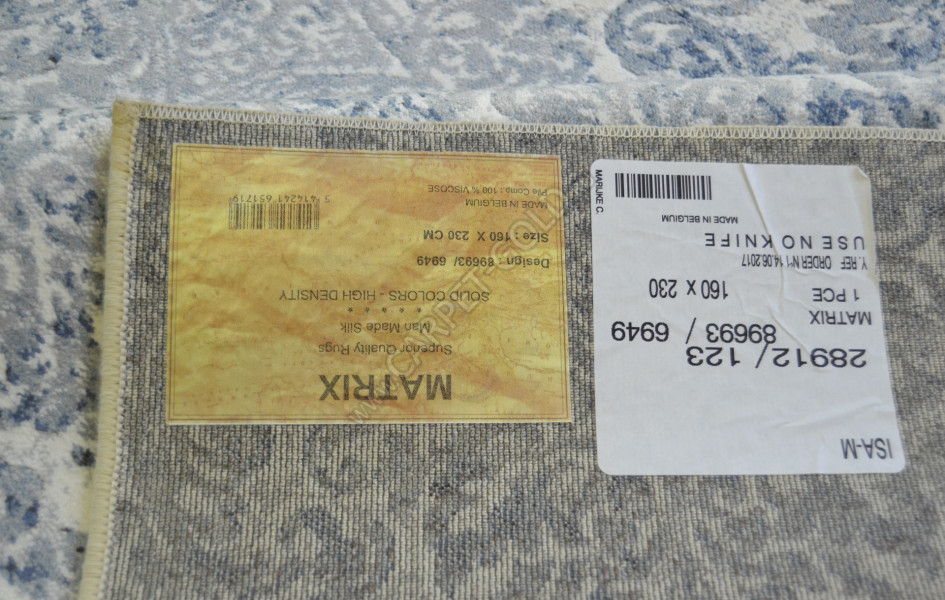 MATRIX
Superior Quality Rugs
Man Made Silk
* * * * *
SOLID COLORS - HIGH DENSITY
Design : 89693/ 6949
Size : 160 X 230 CM
MADE IN BELGIUM
Pile Comp : 100 % VISCOSE
5 414241 651719
ISA-M
28912/ 123
89693 / 6949
MATRIX
1 PCE 160 x 230
Y. REF ORDER N°1 14.06.2017
USE NO KNIFE
MADE IN BELGIUM
MARIJKE C.